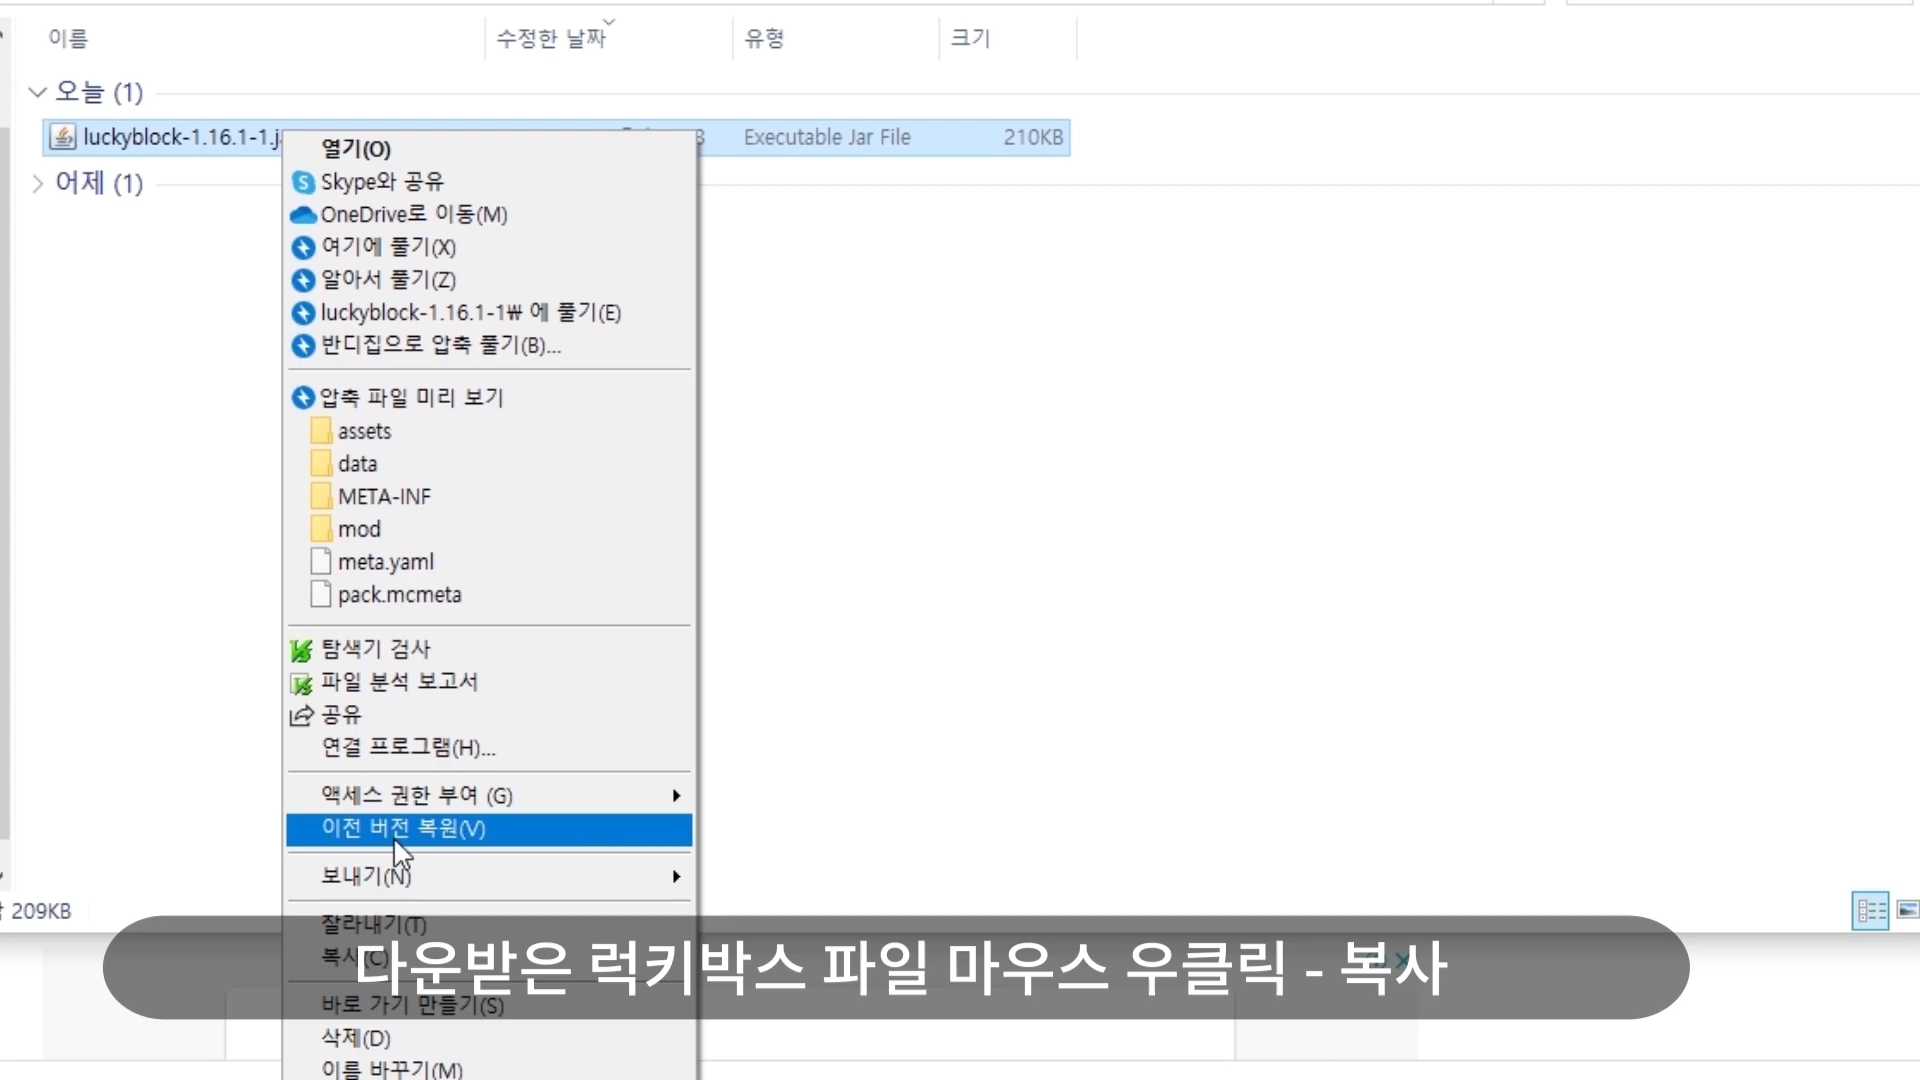 이름 수정한 날짜 유형 크기
오늘 (1)
luckyblock-1.16.1-1.j Executable Jar File 210KB
어제 (1)
열기(O)
Skype와 공유
OneDrive로 이동(M)
여기에 풀기(X)
알아서 풀기(Z)
luckyblock-1.16.1-1₩ 에 풀기(E)
반디집으로 압축 풀기(B)...
압축 파일 미리 보기
assets
data
META-INF
mod
meta.yaml
pack.mcmeta
탐색기 검사
파일 분석 보고서
공유
연결 프로그램(H)...
액세스 권한 부여 (G)
이전 버전 복원(V)
보내기(N)
209KB
잘라내기(T)
복사(C)
다운받은 럭키박스 파일 마우스 우클릭 - 복사
바로 가기 만들기(S)
삭제(D)
이름 바꾸기(M)